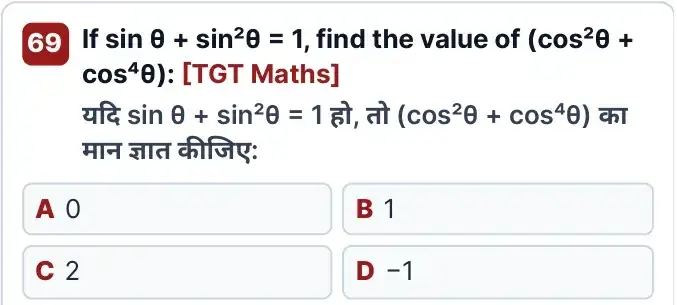 69 If sin θ + sin²θ = 1, find the value of (cos²θ +
cos⁴θ): [TGT Maths]
यदि sin θ + sin²θ = 1 हो, तो (cos²θ + cos⁴θ) का
मान ज्ञात कीजिए:
A 0
B 1
C 2
D −1